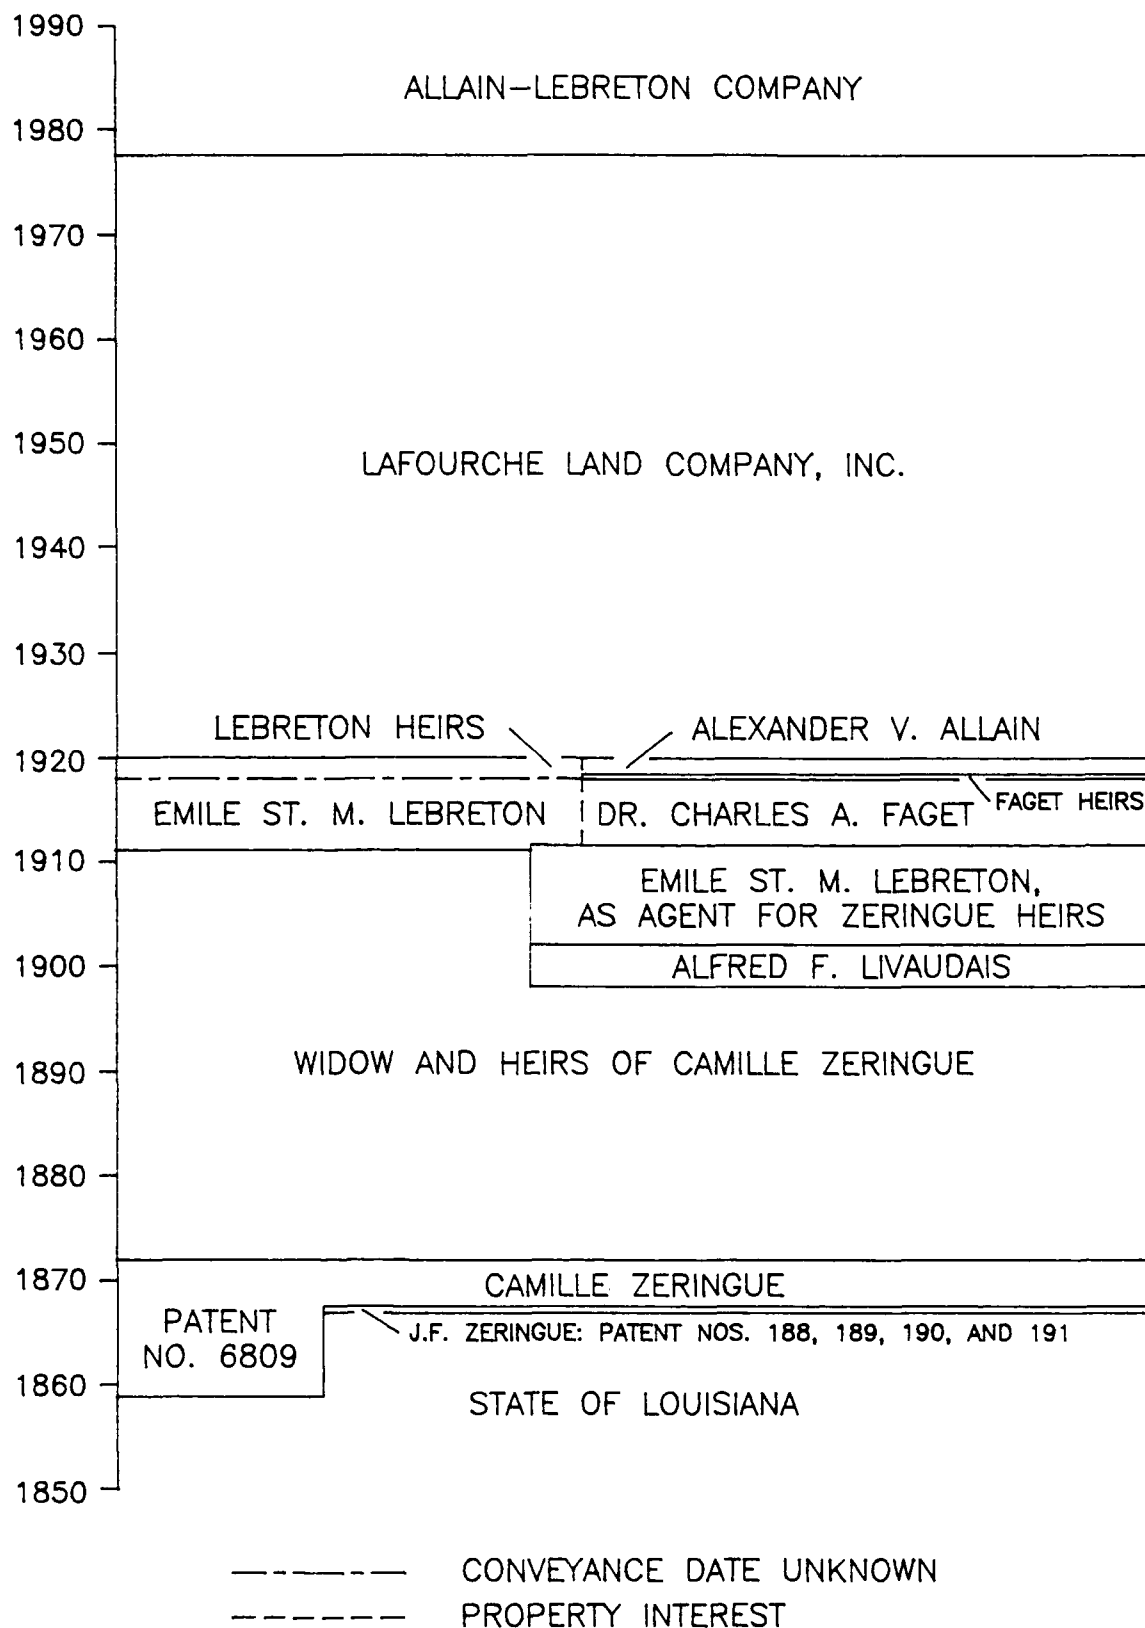 1990
ALLAIN-LEBRETON COMPANY
1980
1970
1960
1950
LAFOURCHE LAND COMPANY, INC.
1940
1930
LEBRETON HEIRS
ALEXANDER V. ALLAIN
1920
FAGET HEIRS
EMILE ST. M. LEBRETON
DR. CHARLES A. FAGET
1910
EMILE ST. M. LEBRETON,
AS AGENT FOR ZERINGUE HEIRS
1900
ALFRED F. LIVAUDAIS
WIDOW AND HEIRS OF CAMILLE ZERINGUE
1890
1880
1870
CAMILLE ZERINGUE
PATENT
NO. 6809
J.F. ZERINGUE: PATENT NOS. 188, 189, 190, AND 191
1860
STATE OF LOUISIANA
1850
CONVEYANCE DATE UNKNOWN
PROPERTY INTEREST